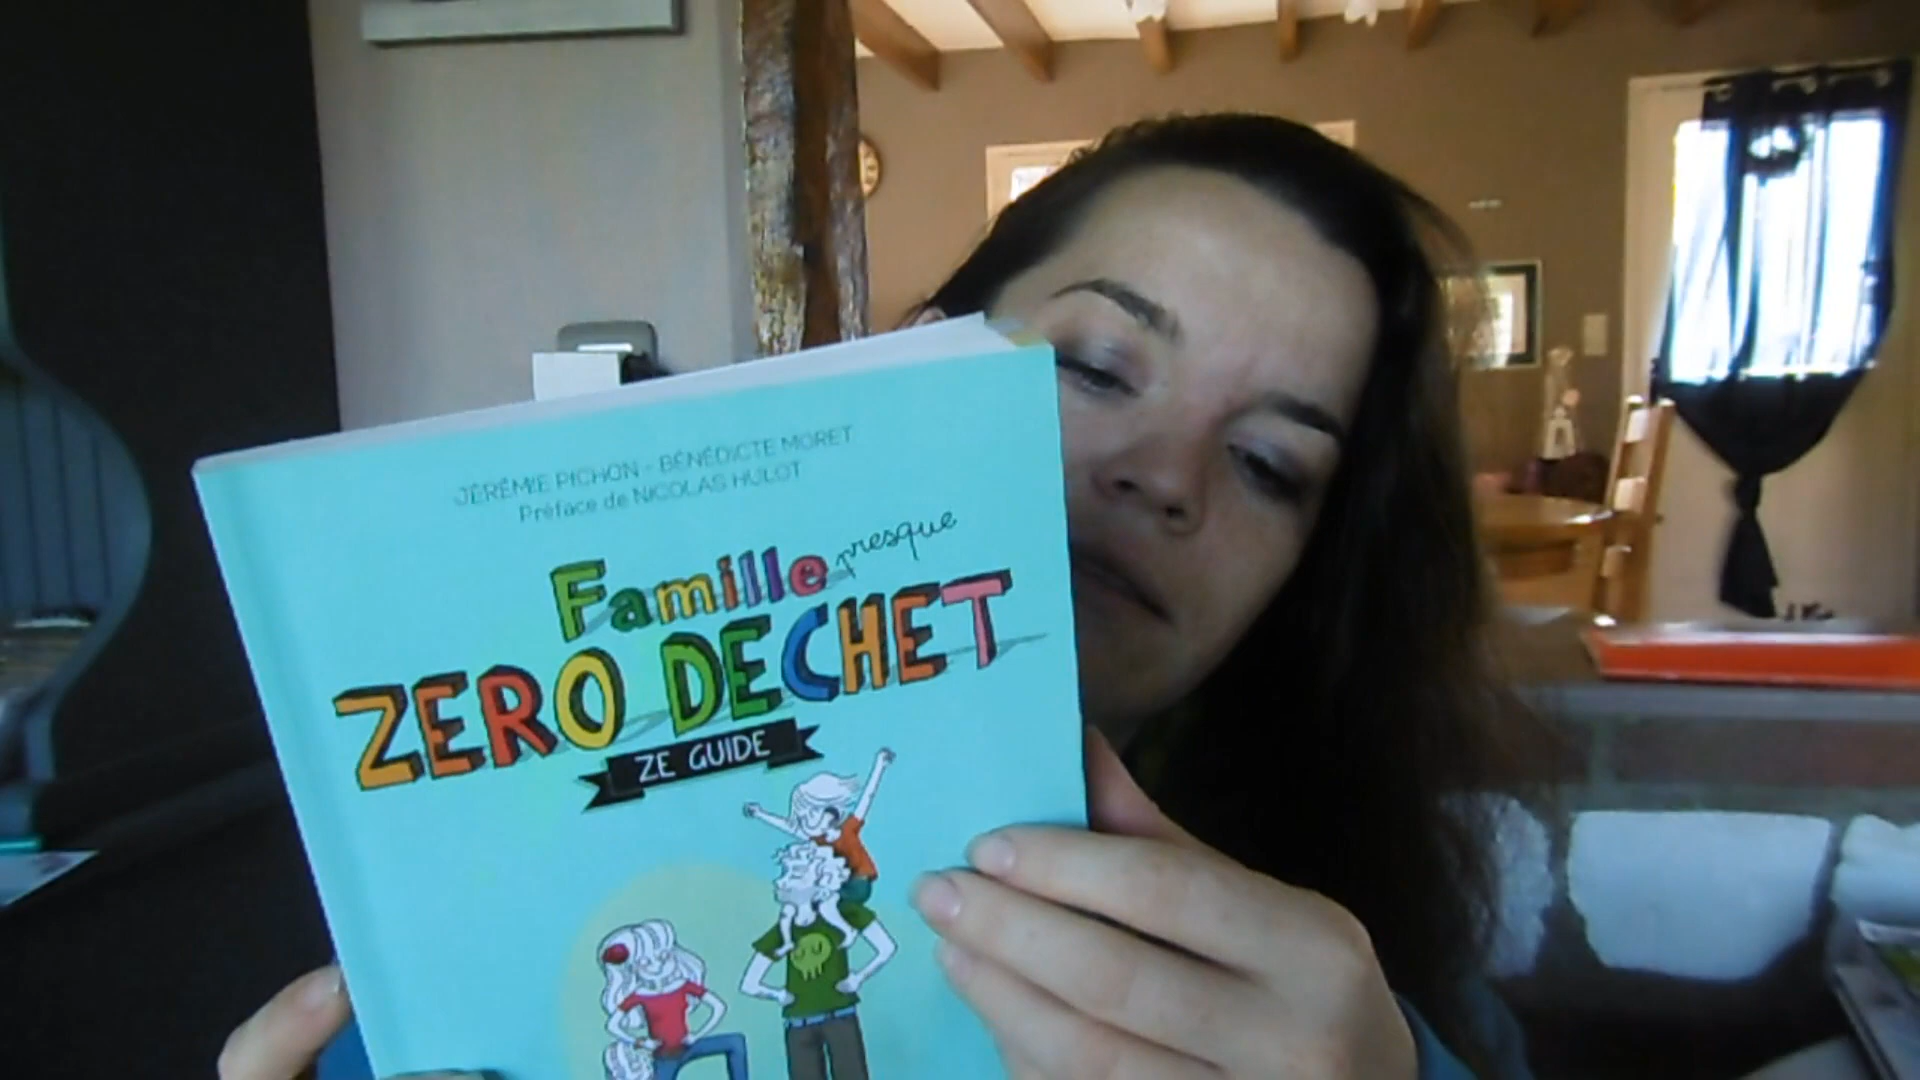 JÉRÉMIE PICHON - BÉNÉDICTE MORET
Préface de NICOLAS HULOT
Famille presque
ZERO DECHET
ZE GUIDE